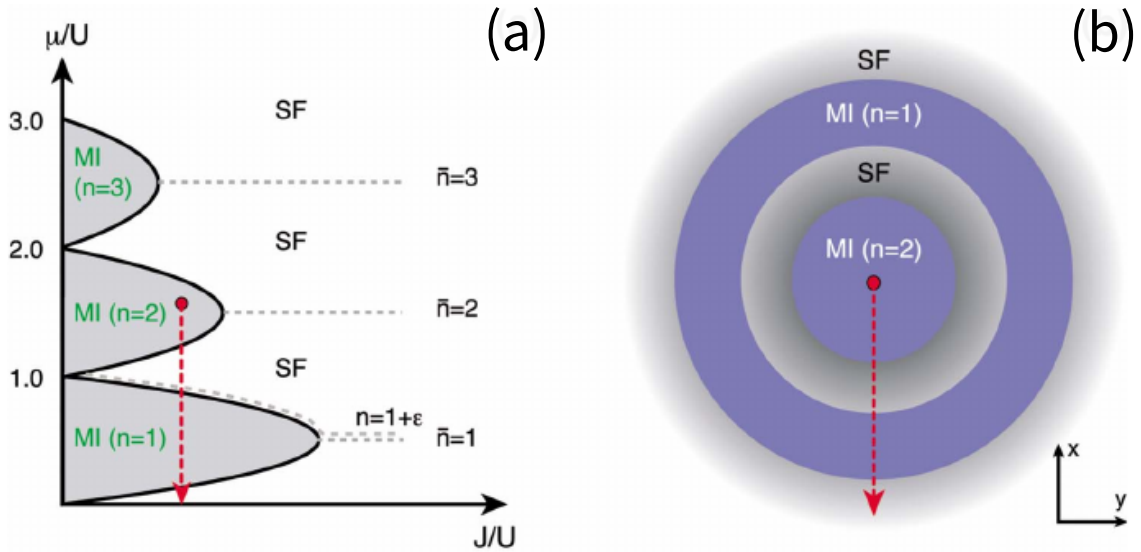 (a)
μ/U
3.0
SF
MI
(n=3)
n̄=3
2.0
SF
MI (n=2)
n̄=2
1.0
SF
n=1+ε
MI (n=1)
n̄=1
J/U
(b)
SF
MI (n=1)
SF
MI (n=2)
x
y